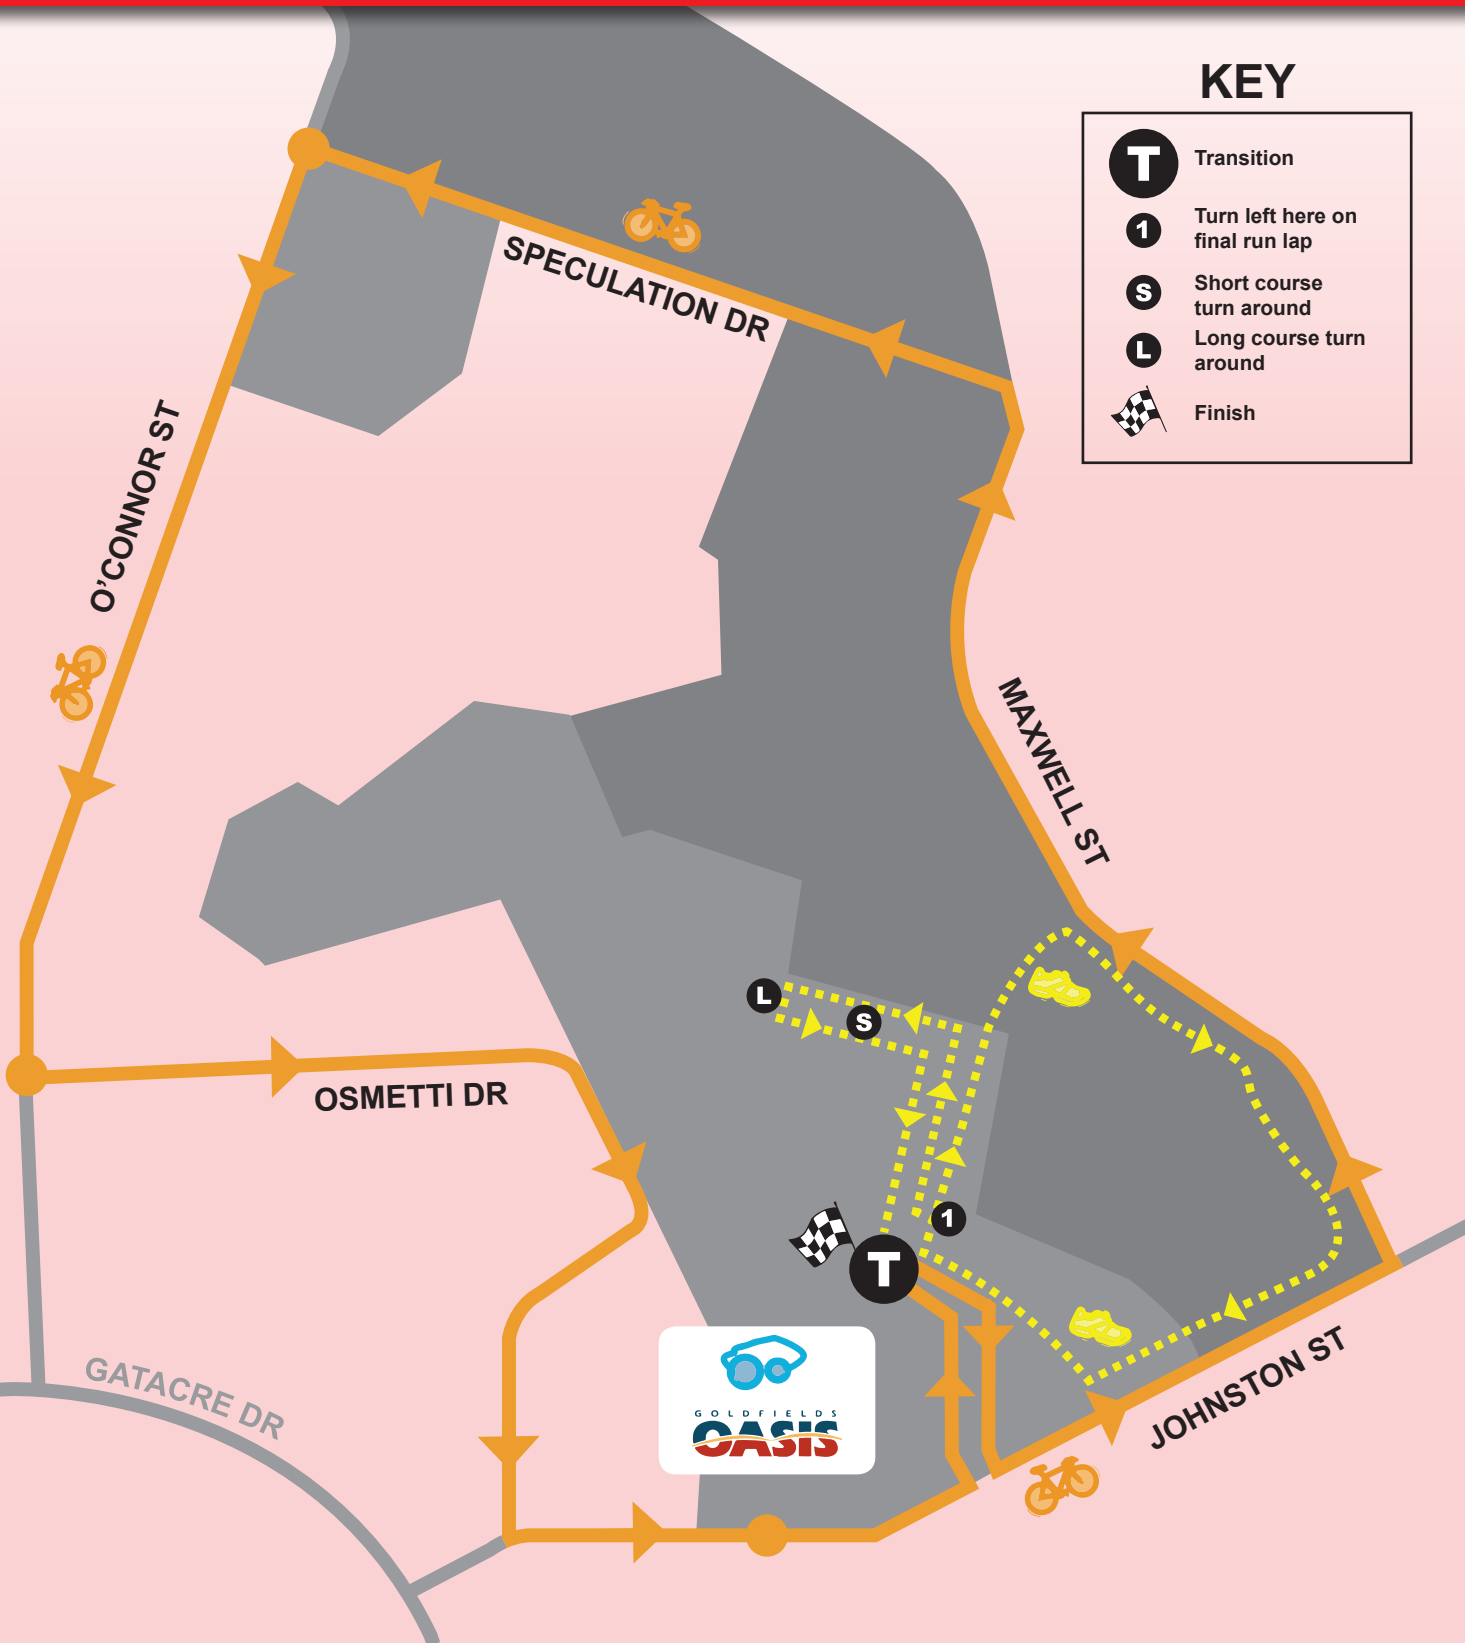 KEY
T
Transition
1
Turn left here on
final run lap
S
Short course
turn around
L
Long course turn
around
Finish
SPECULATION DR
O'CONNOR ST
MAXWELL ST
L
S
OSMETTI DR
1
T
GATACRE DR
GOLDFIELDS
OASIS
JOHNSTON ST